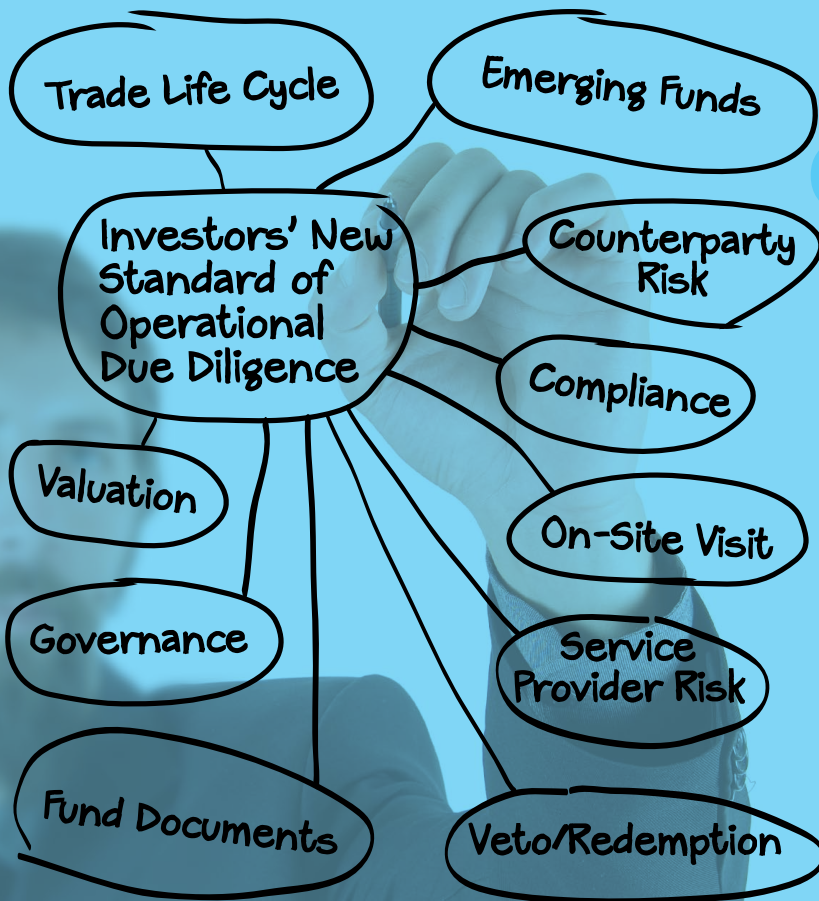 Trade Life Cycle
Emerging Funds
Investors' New
Standard of
Operational
Due Diligence
Counterparty
Risk
Compliance
Valuation
On-Site Visit
Governance
Service
Provider Risk
Fund Documents
Veto/Redemption